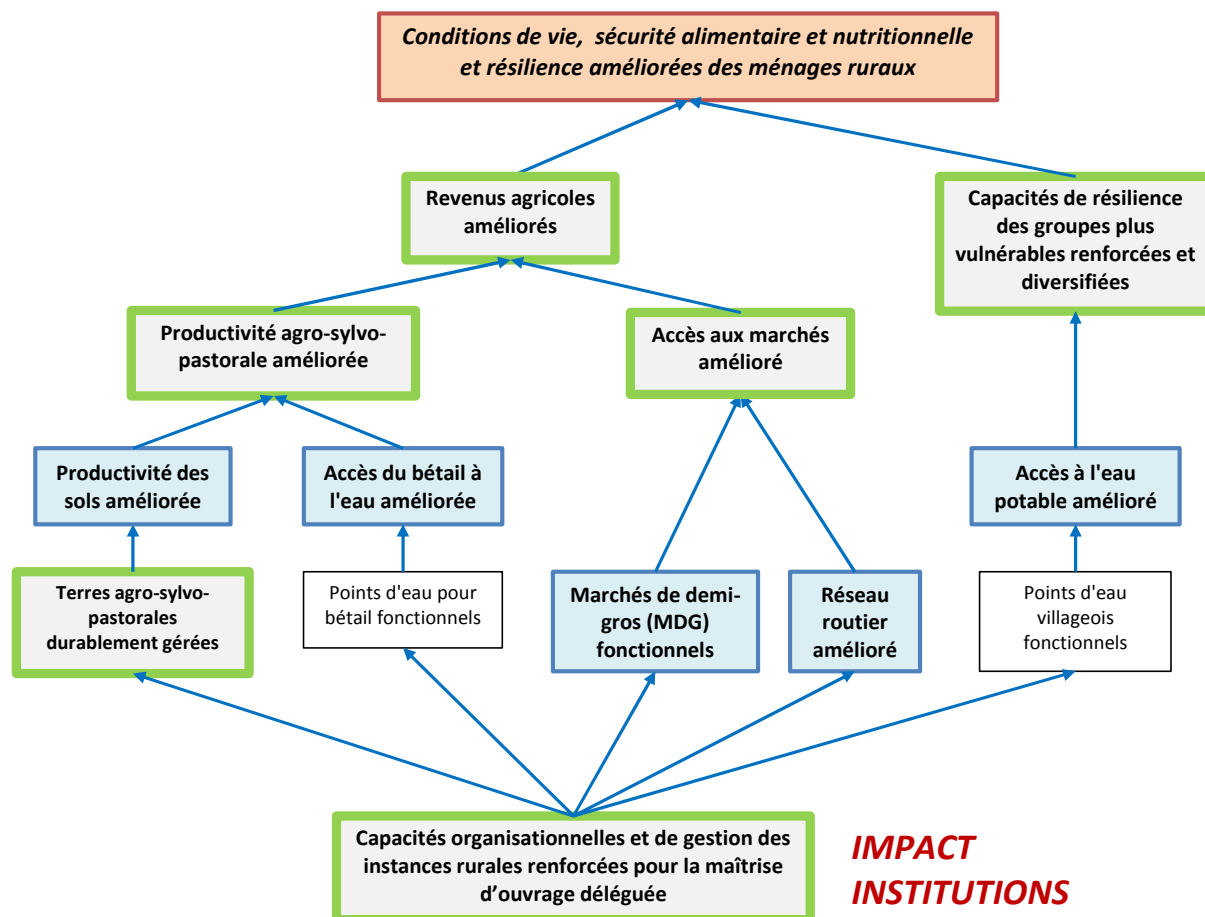 Conditions de vie, sécurité alimentaire et nutritionnelle
et résilience améliorées des ménages ruraux
Revenus agricoles
améliorés
Capacités de résilience
des groupes plus
vulnérables renforcées et
diversifiées
Productivité agro-sylvo-
pastorale améliorée
Accès aux marchés
amélioré
Productivité des
sols améliorée
Accès du bétail à
l'eau améliorée
Accès à l'eau
potable amélioré
Terres agro-sylvo-
pastorales
durablement gérées
Points d'eau pour
bétail fonctionnels
Marchés de demi-
gros (MDG)
fonctionnels
Réseau
routier
amélioré
Points d'eau
villageois
fonctionnels
Capacités organisationnelles et de gestion des
instances rurales renforcées pour la maîtrise
d’ouvrage déléguée
IMPACT
INSTITUTIONS